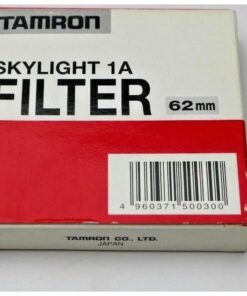 TAMRON
SKYLIGHT 1A
FILTER
62mm
4 960371 500300
TAMRON CO., LTD.
JAPAN